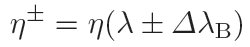 η± = η(λ ± Δλ_B)